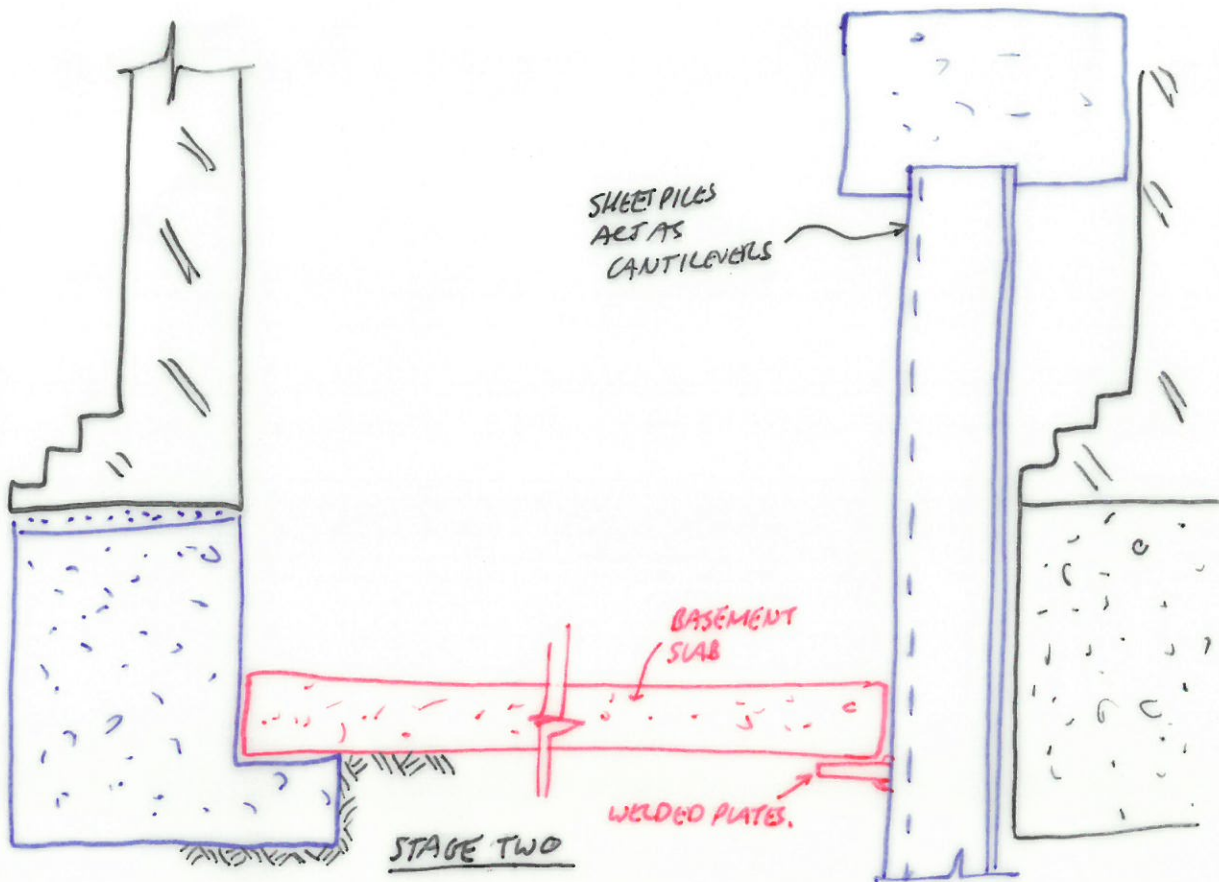 SHEET PILES
ACT AS
CANTILEVERS
BASEMENT
SLAB
WELDED PLATES.
STAGE TWO